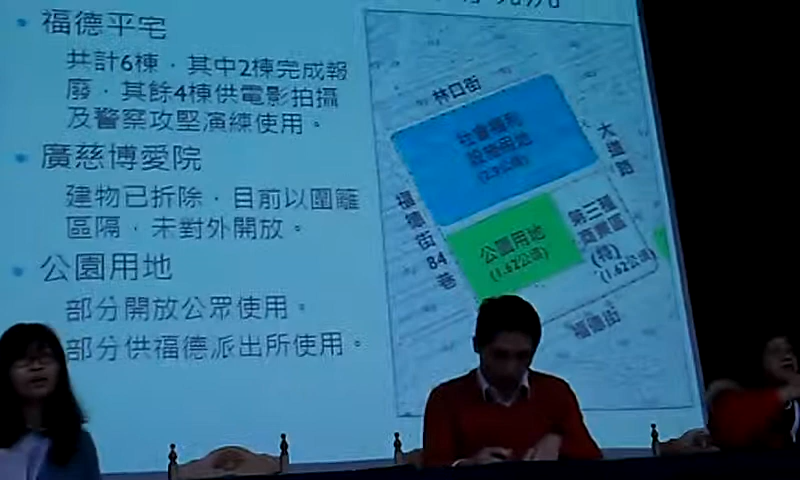 福德平宅
共計6棟，其中2棟完成報
廢，其餘4棟供電影拍攝
及警察攻堅演練使用。
廣慈博愛院
建物已拆除，目前以圍籬
區隔，未對外開放。
公園用地
部分開放公眾使用。
部分供福德派出所使用。
林口街
社會福利
設施用地
大道路
福德街84巷
公園用地
(1.62公頃)
第三種
商業區
(特)
(1.62公頃)
福德街